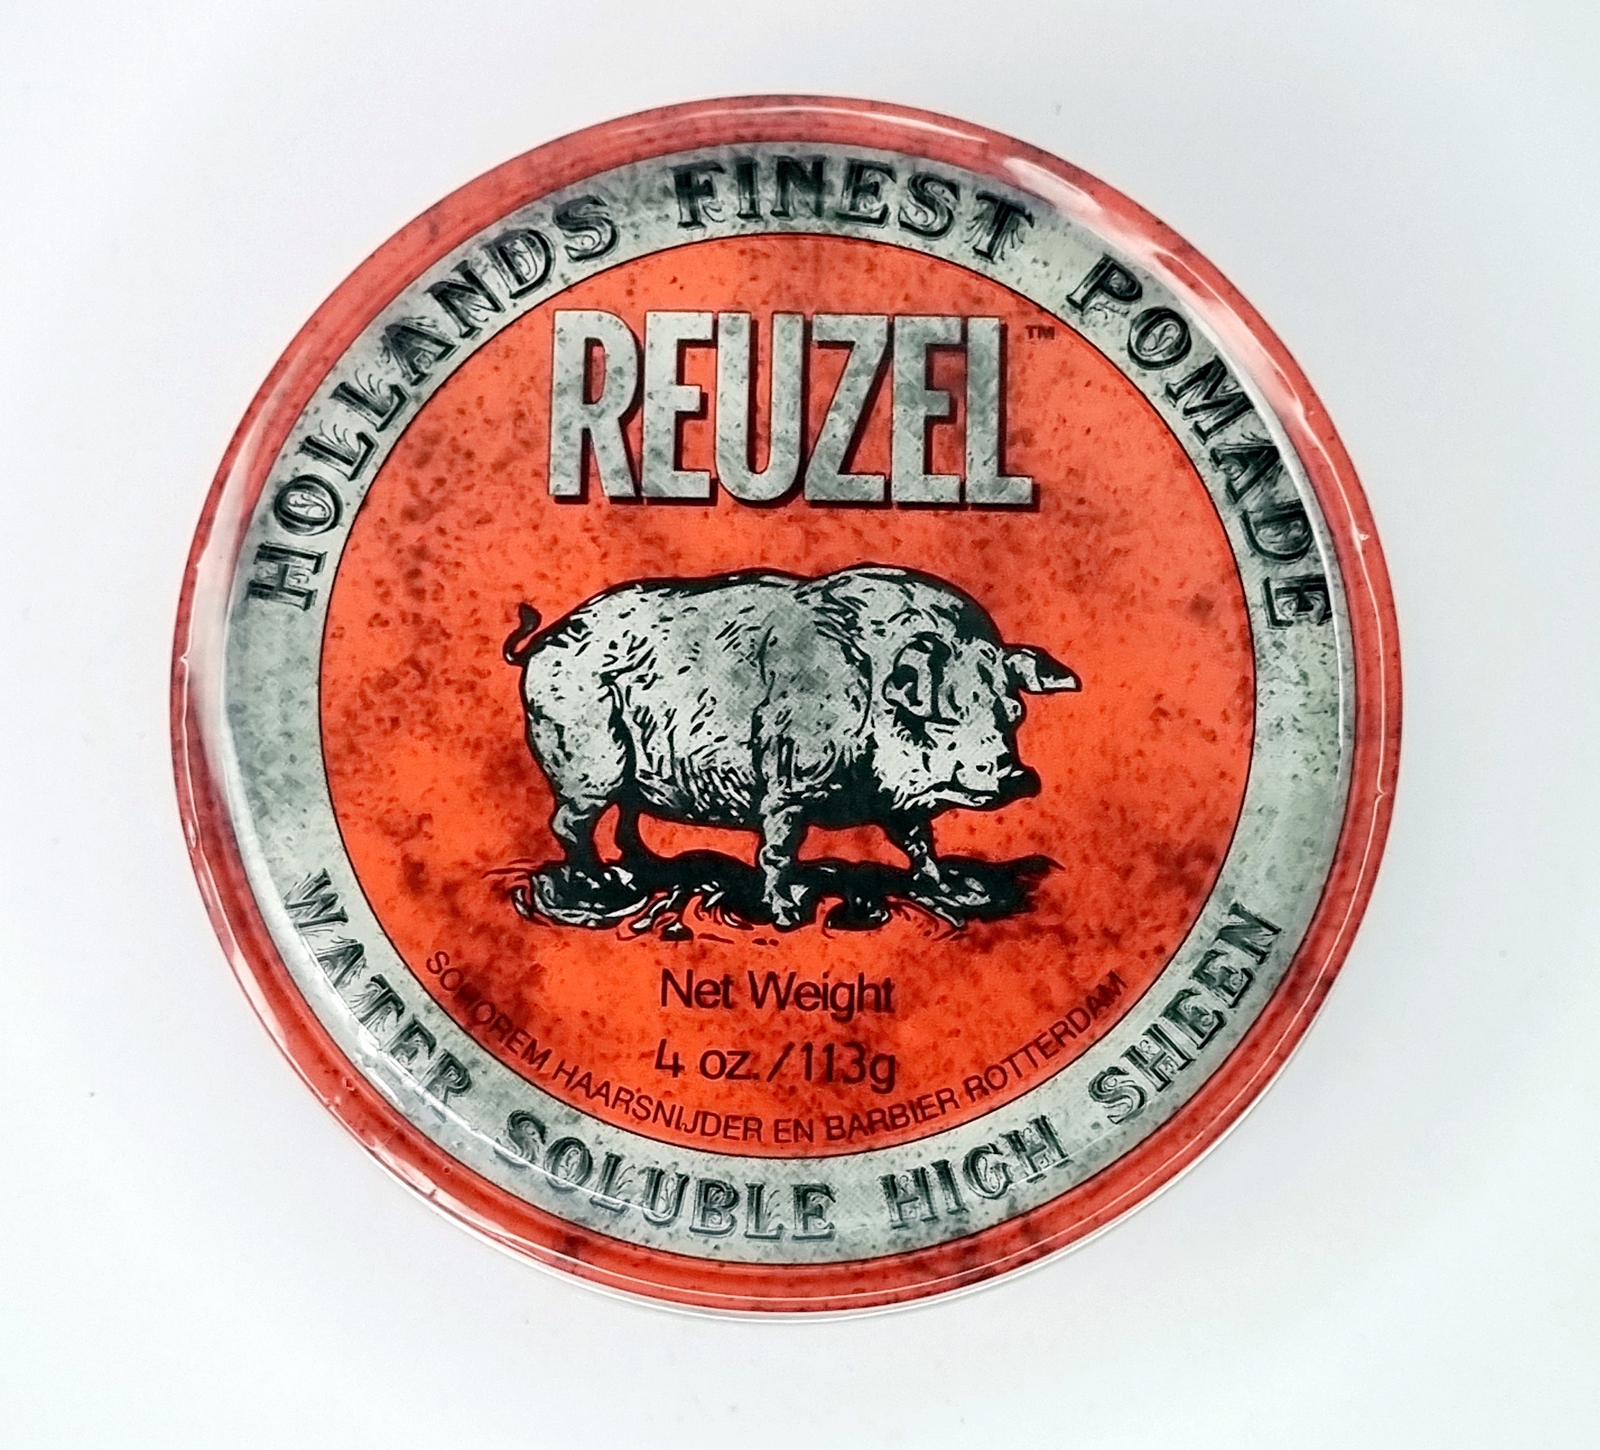 HOLLANDS FINEST POMADE
REUZEL™
Net Weight
4 oz./113g
SCHOREM HAARSNIJDER EN BARBIER ROTTERDAM
WATER SOLUBLE HIGH SHEEN